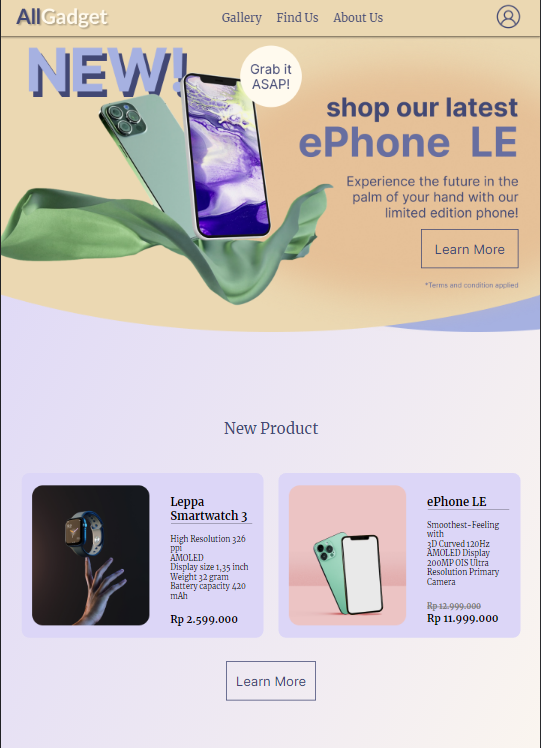 AllGadget
Gallery Find Us About Us
NEW!
Grab it
ASAP!
shop our latest
ePhone LE
Experience the future in the
palm of your hand with our
limited edition phone!
Learn More
*Terms and condition applied
New Product
Leppa
Smartwatch 3
High Resolution 326
ppi
AMOLED
Display size 1,35 inch
Weight 32 gram
Battery capacity 420
mAh
Rp 2.599.000
ePhone LE
Smoothest-Feeling
with
3D Curved 120Hz
AMOLED Display
200MP OIS Ultra
Resolution Primary
Camera
Rp 12.999.000
Rp 11.999.000
Learn More